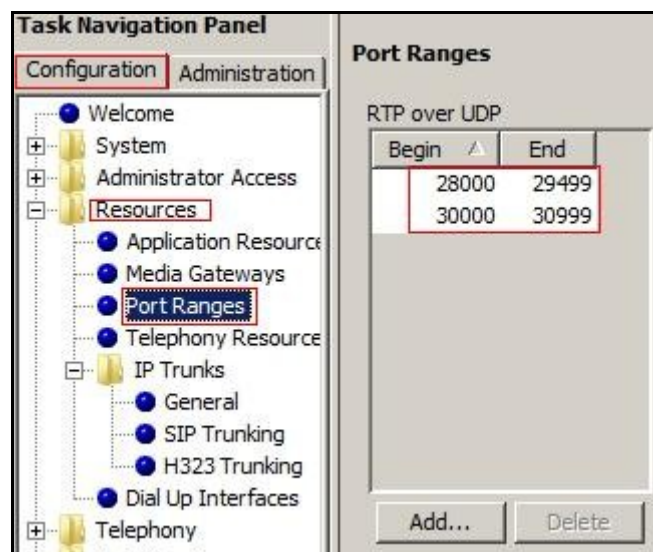 Task Navigation Panel
Configuration Administration
Welcome
System
Administrator Access
Resources
Application Resource
Media Gateways
Port Ranges
Telephony Resource
IP Trunks
General
SIP Trunking
H323 Trunking
Dial Up Interfaces
Telephony
Port Ranges
RTP over UDP
Begin End
28000 29499
30000 30999
Add... Delete